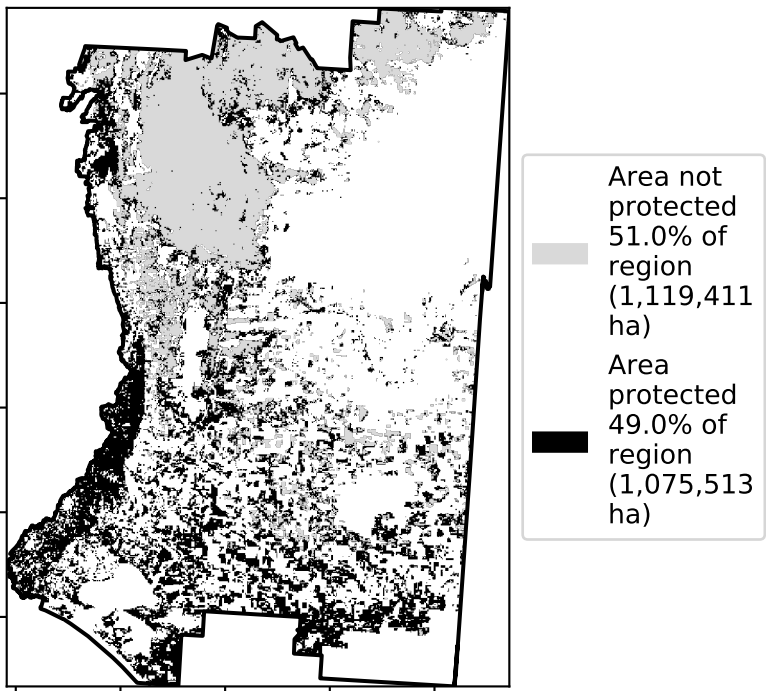 Area not
protected
51.0% of
region
(1,119,411
ha)
Area
protected
49.0% of
region
(1,075,513
ha)